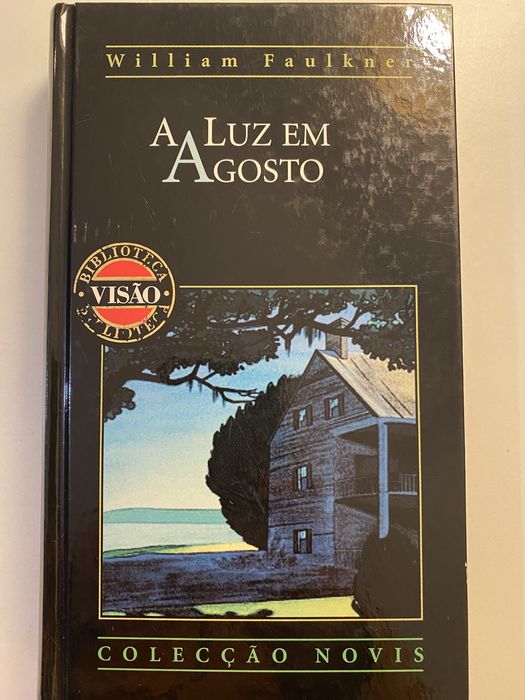 William Faulkner
A LUZ EM
AGOSTO
BIBLIOTECA
VISÃO
BIBLIOTECA
COLECÇÃO NOVIS